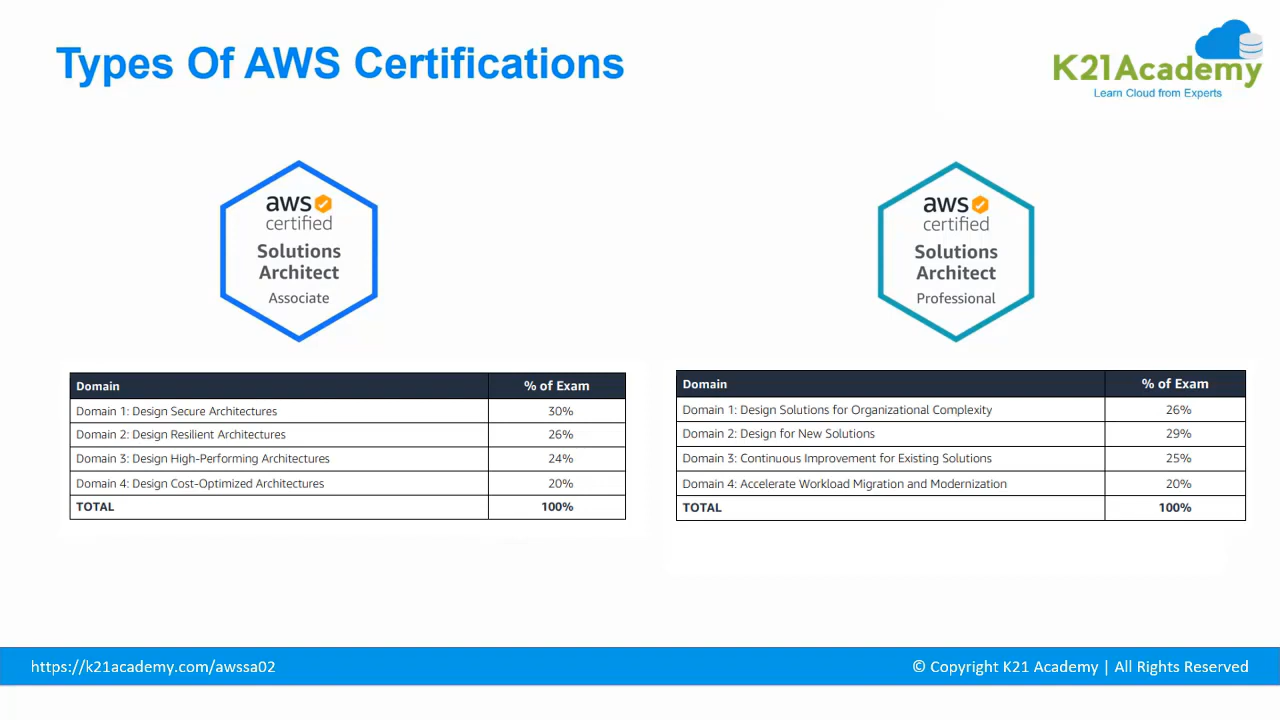 Types Of AWS Certifications
K21Academy
Learn Cloud from Experts
aws
certified
Solutions
Architect
Associate
aws
certified
Solutions
Architect
Professional
Domain % of Exam
Domain 1: Design Secure Architectures 30%
Domain 2: Design Resilient Architectures 26%
Domain 3: Design High-Performing Architectures 24%
Domain 4: Design Cost-Optimized Architectures 20%
TOTAL 100%
Domain % of Exam
Domain 1: Design Solutions for Organizational Complexity 26%
Domain 2: Design for New Solutions 29%
Domain 3: Continuous Improvement for Existing Solutions 25%
Domain 4: Accelerate Workload Migration and Modernization 20%
TOTAL 100%
https://k21academy.com/awssa02
© Copyright K21 Academy | All Rights Reserved